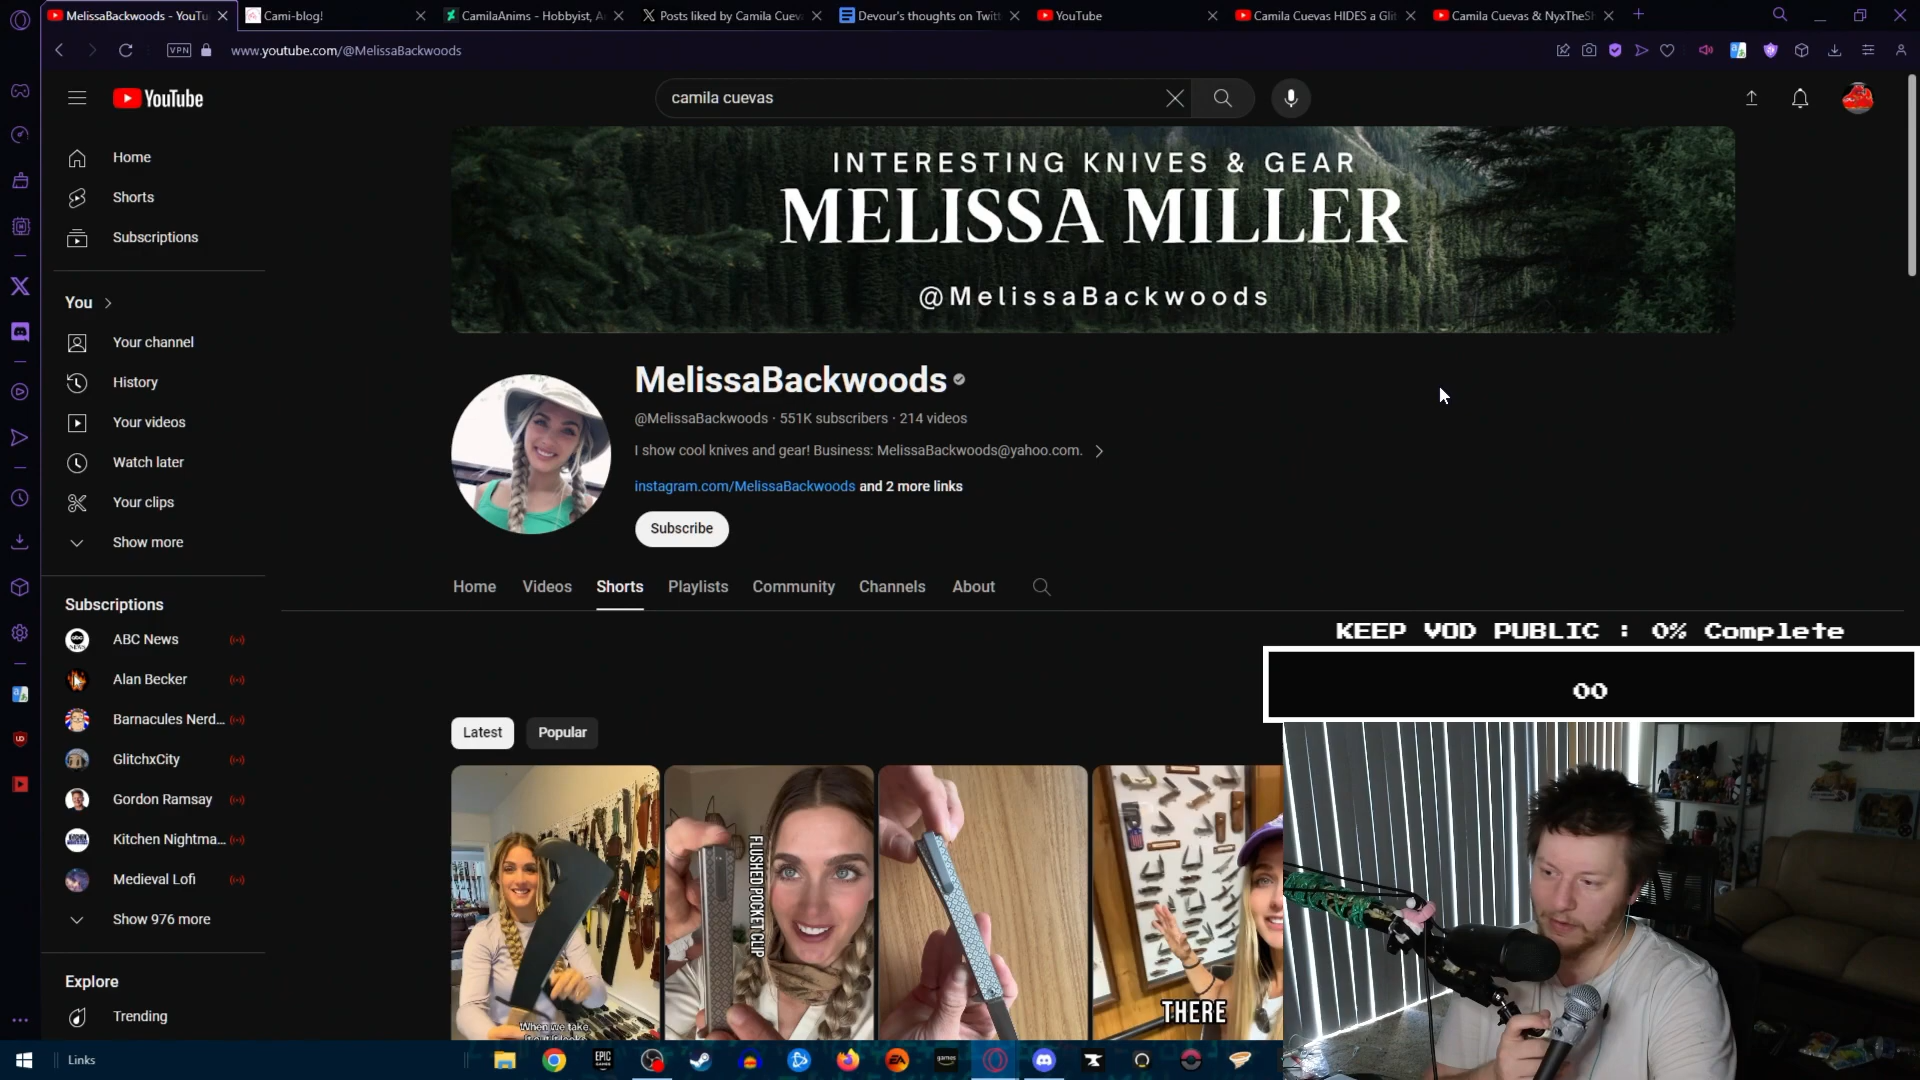 MelissaBackwoods - YouTu
Cami-blog!
CamilaAnims - Hobbyist, A
Posts liked by Camila Cuev
Devour's thoughts on Twit
YouTube
Camila Cuevas HIDES a Gli
Camila Cuevas & NyxTheSh
VPN
www.youtube.com/@MelissaBackwoods
YouTube
camila cuevas
Home
Shorts
Subscriptions
You
Your channel
History
Your videos
Watch later
Your clips
Show more
Subscriptions
ABC News
Alan Becker
Barnacules Nerd...
GlitchxCity
Gordon Ramsay
Kitchen Nightma...
Medieval Lofi
Show 976 more
Explore
Trending
INTERESTING KNIVES & GEAR
MELISSA MILLER
@MelissaBackwoods
MelissaBackwoods
@MelissaBackwoods · 551K subscribers · 214 videos
I show cool knives and gear! Business: MelissaBackwoods@yahoo.com.
instagram.com/MelissaBackwoods and 2 more links
Subscribe
Home
Videos
Shorts
Playlists
Community
Channels
About
KEEP VOD PUBLIC : 0% Complete
00
Latest
Popular
When we take
FLUSHED POCKET CLIP
THERE
Links